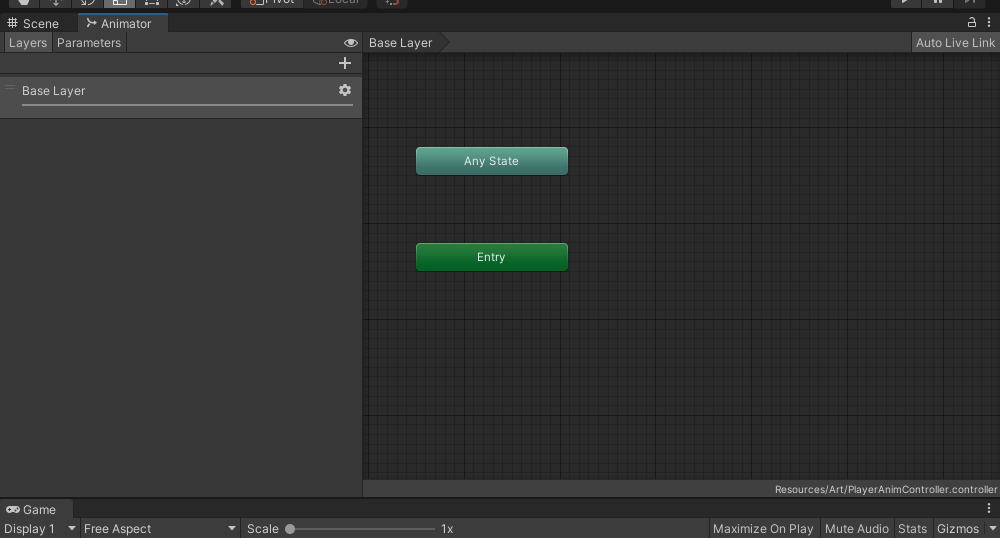 Pivot Local
Scene Animator
Layers Parameters Base Layer Auto Live Link
Base Layer
Any State
Entry
Resources/Art/PlayerAnimController.controller
Game
Display 1 Free Aspect Scale 1x Maximize On Play Mute Audio Stats Gizmos